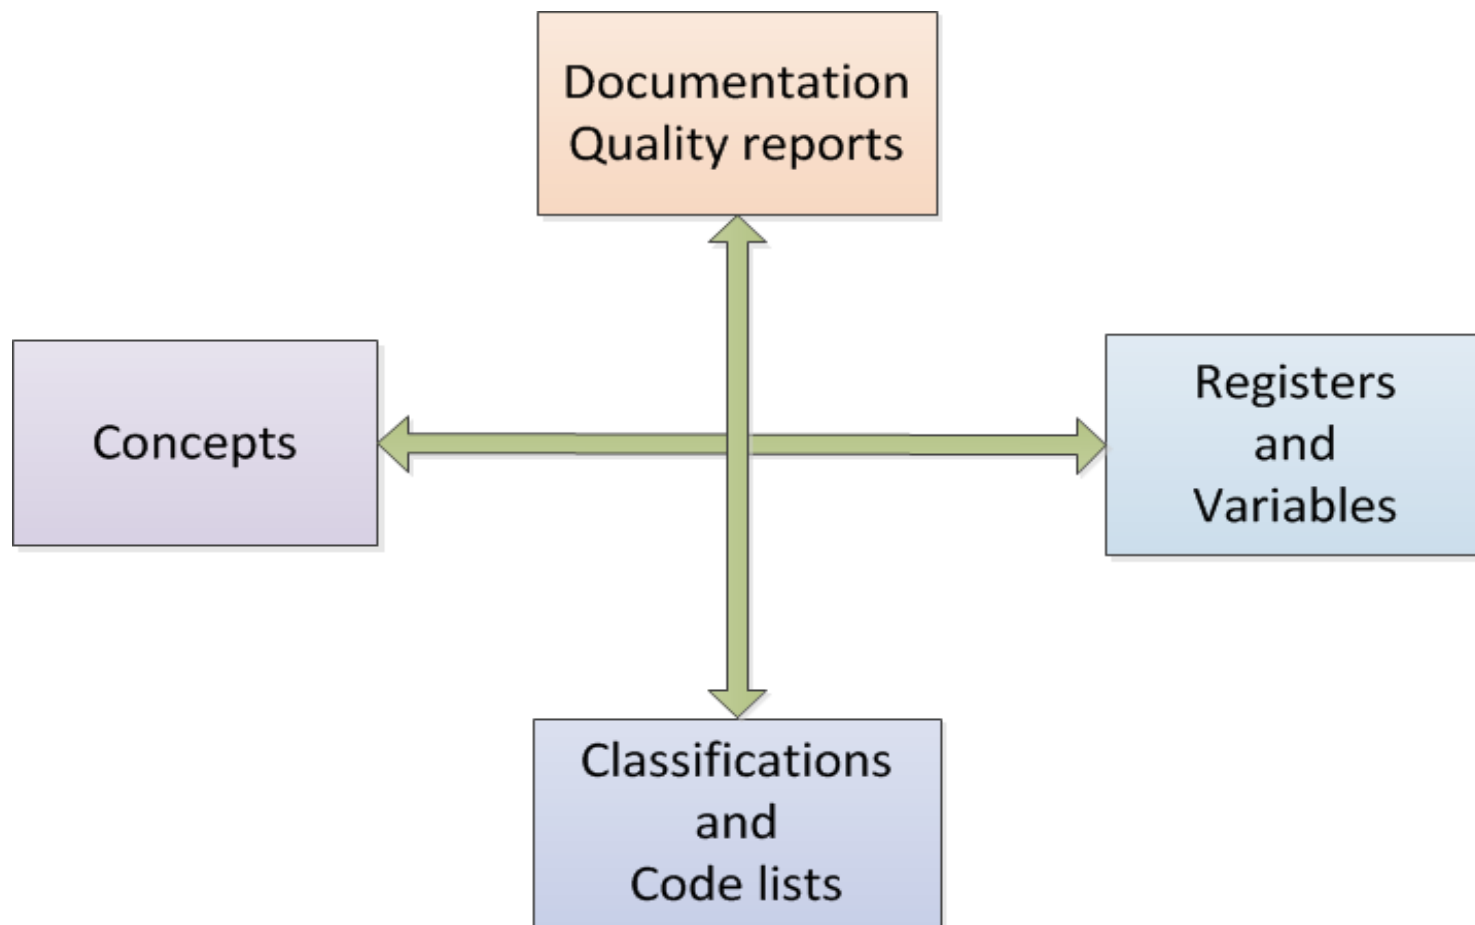 Documentation
Quality reports
Concepts
Registers
and
Variables
Classifications
and
Code lists